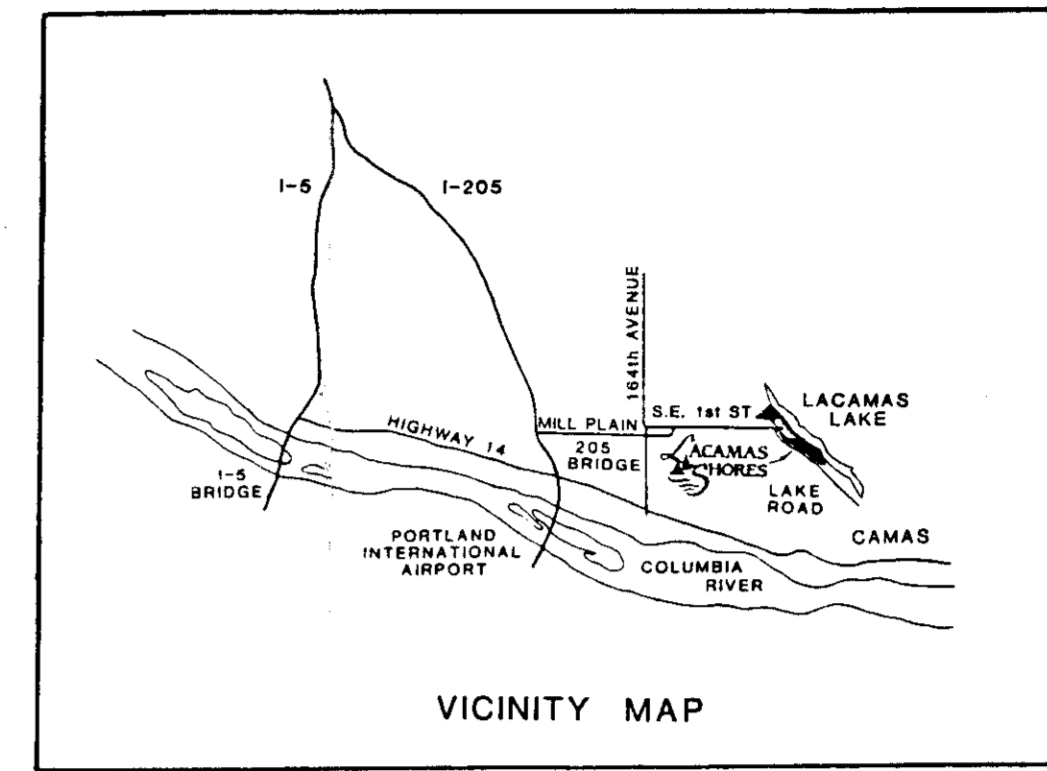 I-5
I-205
164th AVENUE
S.E. 1st ST
LACAMAS
LAKE
MILL PLAIN
HIGHWAY 14
205
BRIDGE
LACAMAS
SHORES
LAKE
ROAD
I-5
BRIDGE
PORTLAND
INTERNATIONAL
AIRPORT
CAMAS
COLUMBIA
RIVER
VICINITY MAP